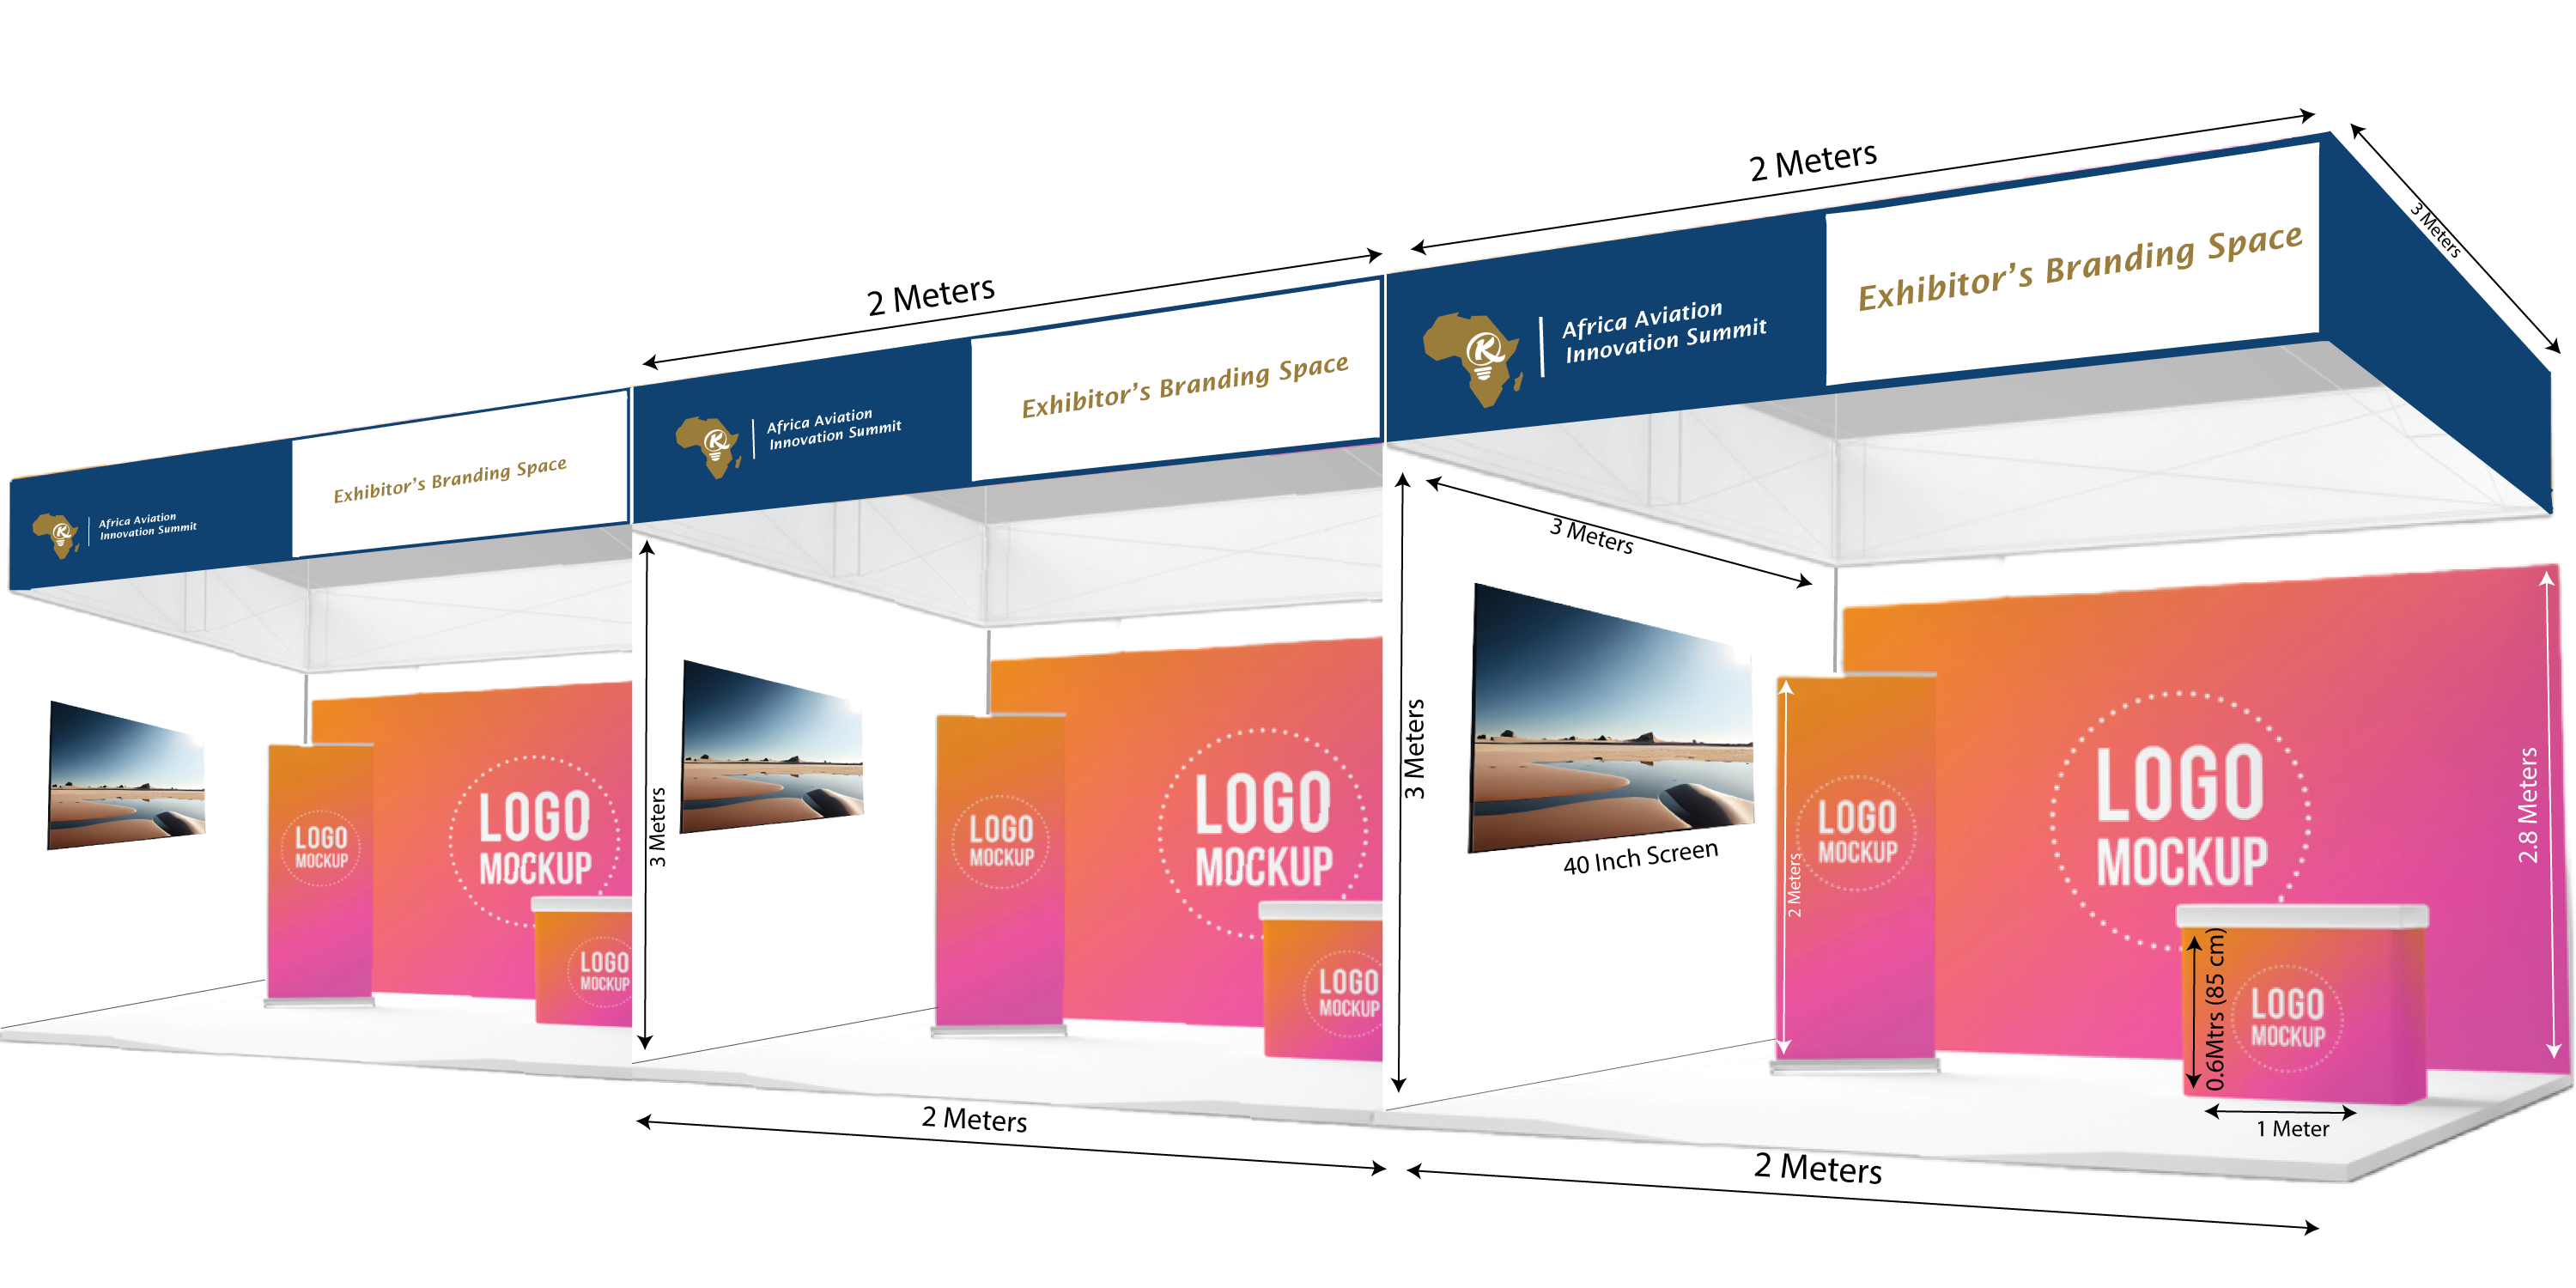 2 Meters
3 Meters
2 Meters
Exhibitor's Branding Space
Africa Aviation
Innovation Summit
Exhibitor's Branding Space
Africa Aviation
Innovation Summit
Exhibitor's Branding Space
Africa Aviation
Innovation Summit
3 Meters
40 Inch Screen
3 Meters
3 Meters
LOGO
MOCKUP
LOGO
MOCKUP
LOGO
MOCKUP
LOGO
MOCKUP
LOGO
MOCKUP
LOGO
MOCKUP
2 Meters
LOGO
MOCKUP
LOGO
MOCKUP
2.8 Meters
0.6Mtrs (85 cm)
LOGO
MOCKUP
1 Meter
2 Meters
2 Meters
K
K
K